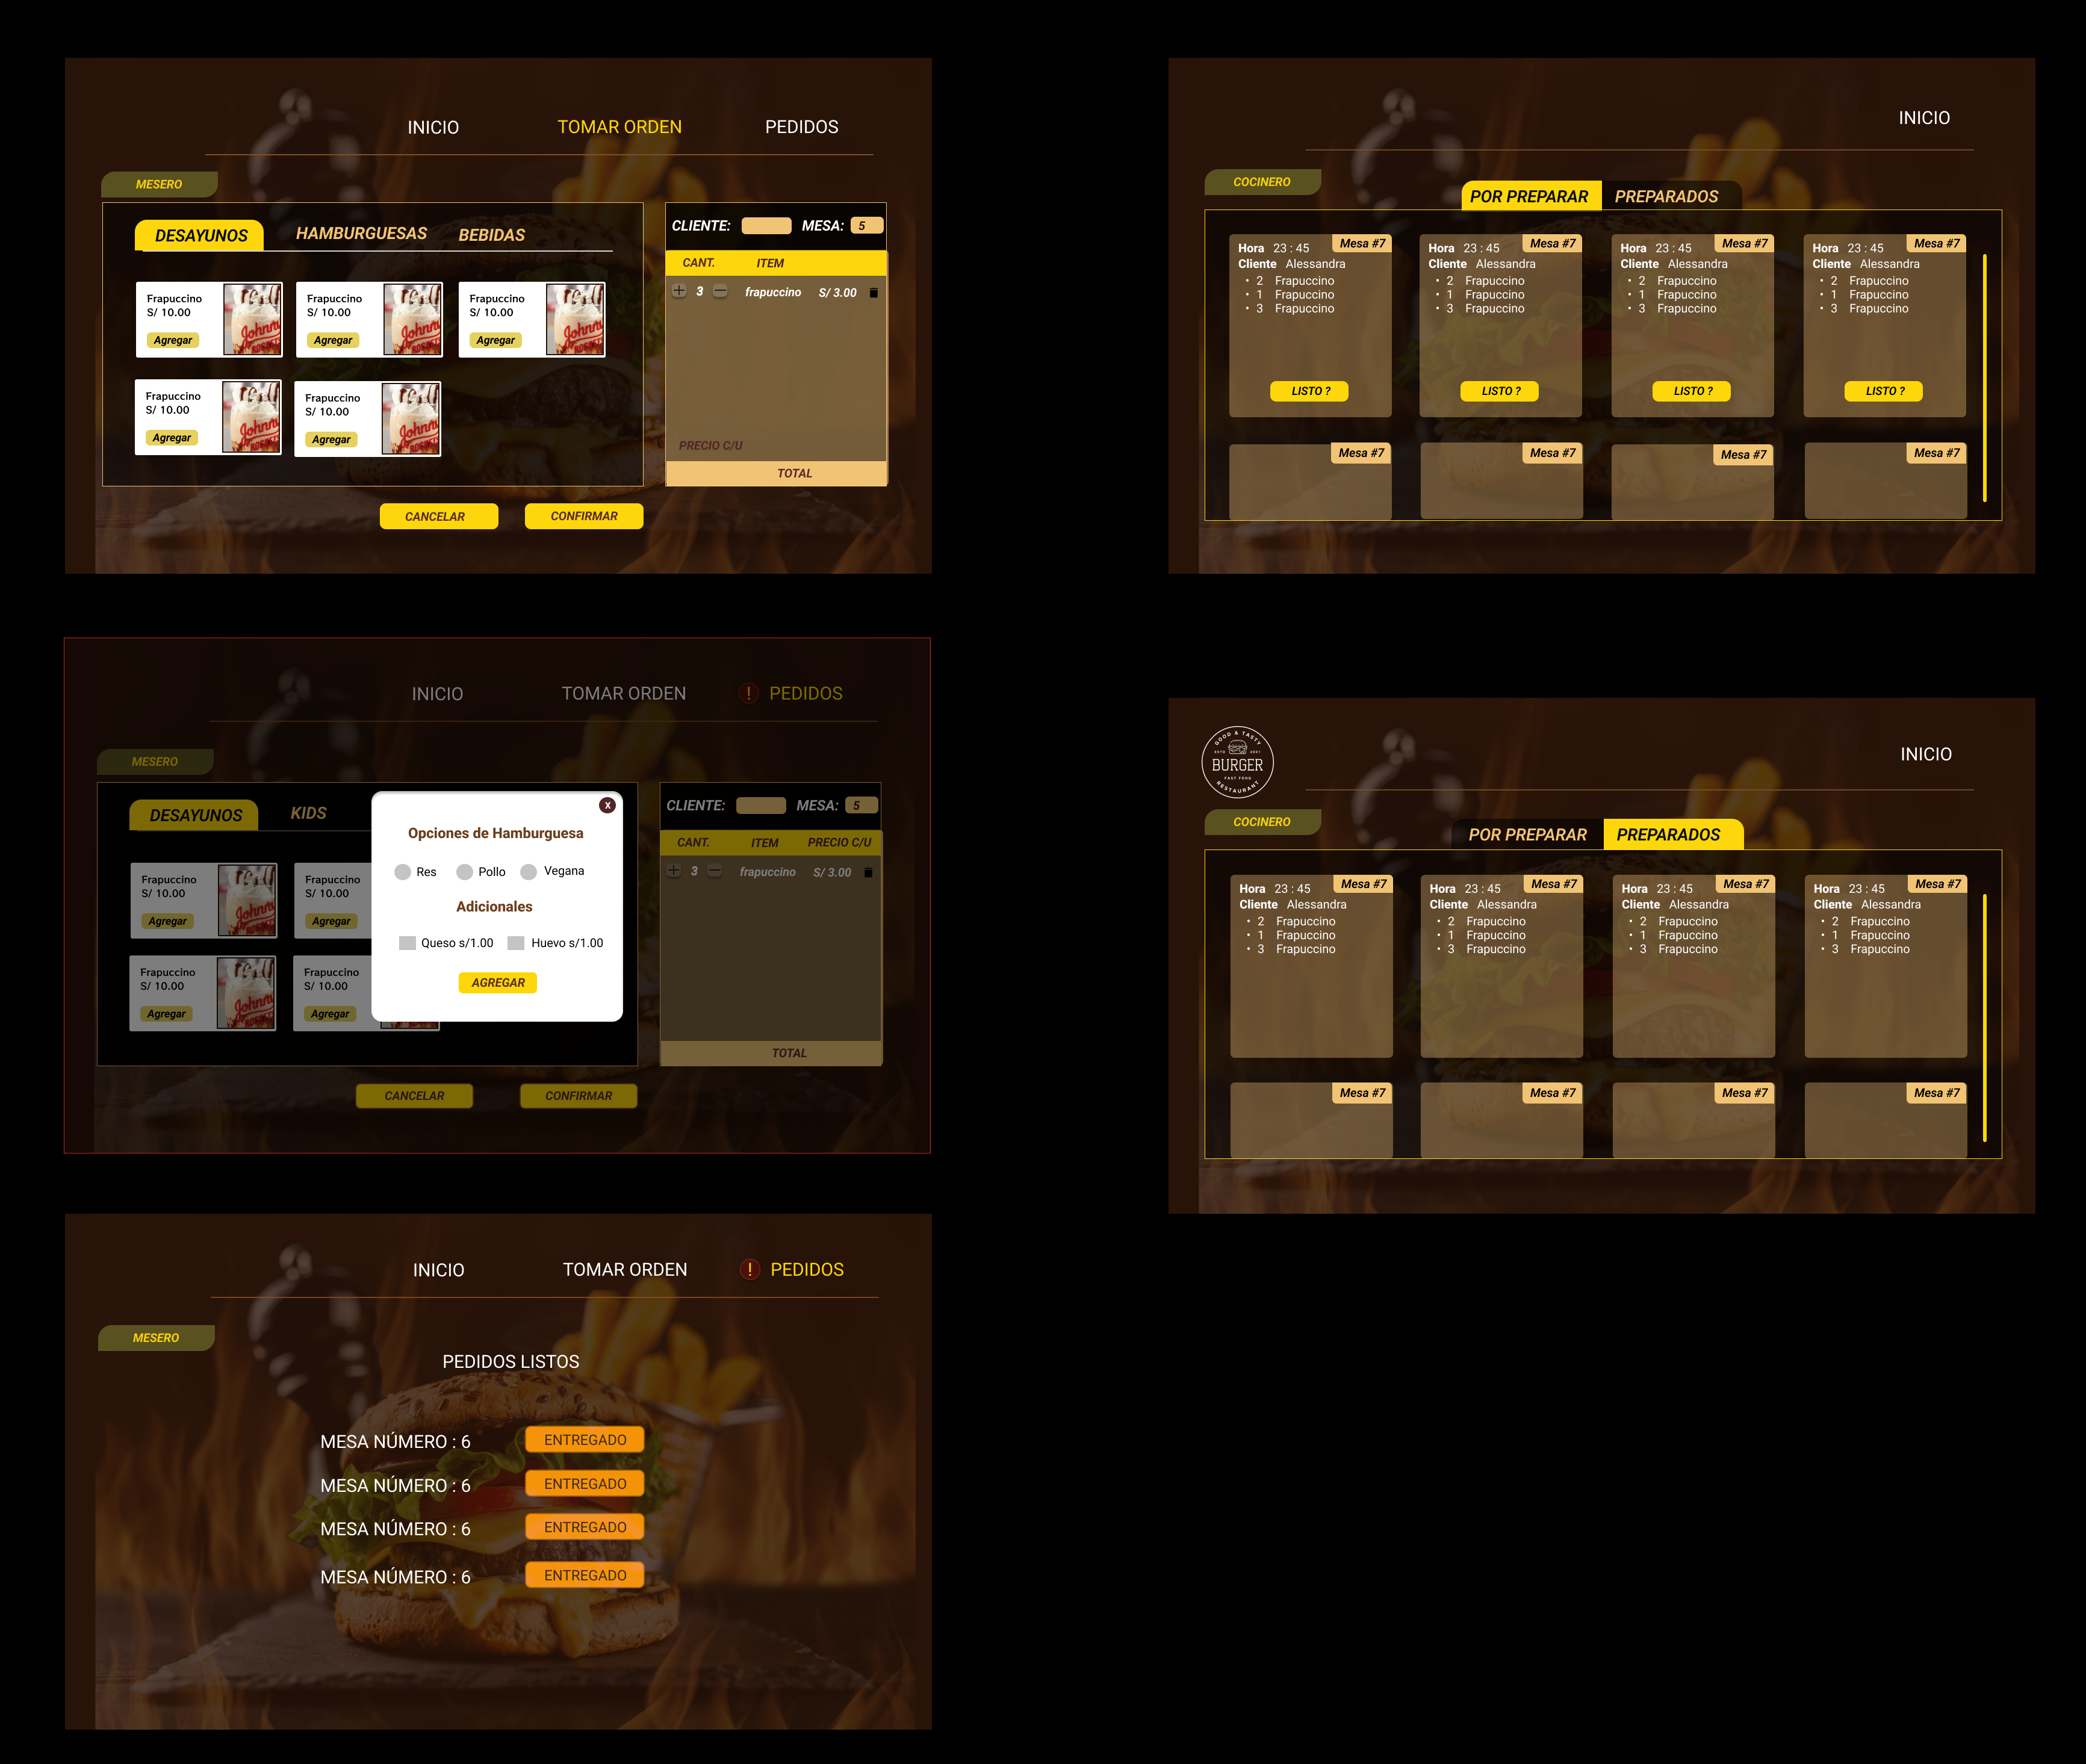 INICIO TOMAR ORDEN PEDIDOS
MESERO
DESAYUNOS HAMBURGUESAS BEBIDAS
Frapuccino
S/ 10.00
Agregar
Frapuccino
S/ 10.00
Agregar
Frapuccino
S/ 10.00
Agregar
Frapuccino
S/ 10.00
Agregar
Frapuccino
S/ 10.00
Agregar
CLIENTE: MESA: 5
CANT. ITEM
3 frapuccino S/ 3.00
PRECIO C/U
TOTAL
CANCELAR CONFIRMAR
INICIO
COCINERO
POR PREPARAR PREPARADOS
Mesa #7
Hora 23 : 45
Cliente Alessandra
• 2 Frapuccino
• 1 Frapuccino
• 3 Frapuccino
LISTO ?
Mesa #7
Hora 23 : 45
Cliente Alessandra
• 2 Frapuccino
• 1 Frapuccino
• 3 Frapuccino
LISTO ?
Mesa #7
Hora 23 : 45
Cliente Alessandra
• 2 Frapuccino
• 1 Frapuccino
• 3 Frapuccino
LISTO ?
Mesa #7
Hora 23 : 45
Cliente Alessandra
• 2 Frapuccino
• 1 Frapuccino
• 3 Frapuccino
LISTO ?
Mesa #7 Mesa #7 Mesa #7 Mesa #7
INICIO TOMAR ORDEN ! PEDIDOS
MESERO
DESAYUNOS KIDS
Frapuccino
S/ 10.00
Agregar
Frapuccino
S/ 10.00
Agregar
Frapuccino
S/ 10.00
Agregar
Frapuccino
S/ 10.00
Agregar
X
Opciones de Hamburguesa
Res Pollo Vegana
Adicionales
Queso s/1.00 Huevo s/1.00
AGREGAR
CLIENTE: MESA: 5
CANT. ITEM PRECIO C/U
3 frapuccino S/ 3.00
TOTAL
CANCELAR CONFIRMAR
GOOD & TASTY
ESTD 2021
BURGER
FAST FOOD
RESTAURANT
INICIO
COCINERO
POR PREPARAR PREPARADOS
Mesa #7
Hora 23 : 45
Cliente Alessandra
• 2 Frapuccino
• 1 Frapuccino
• 3 Frapuccino
Mesa #7
Hora 23 : 45
Cliente Alessandra
• 2 Frapuccino
• 1 Frapuccino
• 3 Frapuccino
Mesa #7
Hora 23 : 45
Cliente Alessandra
• 2 Frapuccino
• 1 Frapuccino
• 3 Frapuccino
Mesa #7
Hora 23 : 45
Cliente Alessandra
• 2 Frapuccino
• 1 Frapuccino
• 3 Frapuccino
Mesa #7 Mesa #7 Mesa #7 Mesa #7
INICIO TOMAR ORDEN ! PEDIDOS
MESERO
PEDIDOS LISTOS
MESA NÚMERO : 6 ENTREGADO
MESA NÚMERO : 6 ENTREGADO
MESA NÚMERO : 6 ENTREGADO
MESA NÚMERO : 6 ENTREGADO